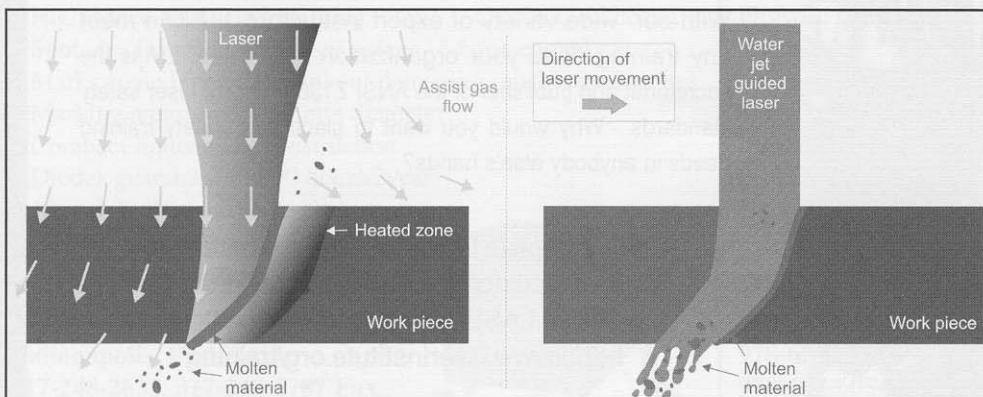 Laser
Assist gas
flow
Heated zone
Work piece
Molten
material
Direction of
laser movement
Water
jet
guided
laser
Work piece
Molten
material